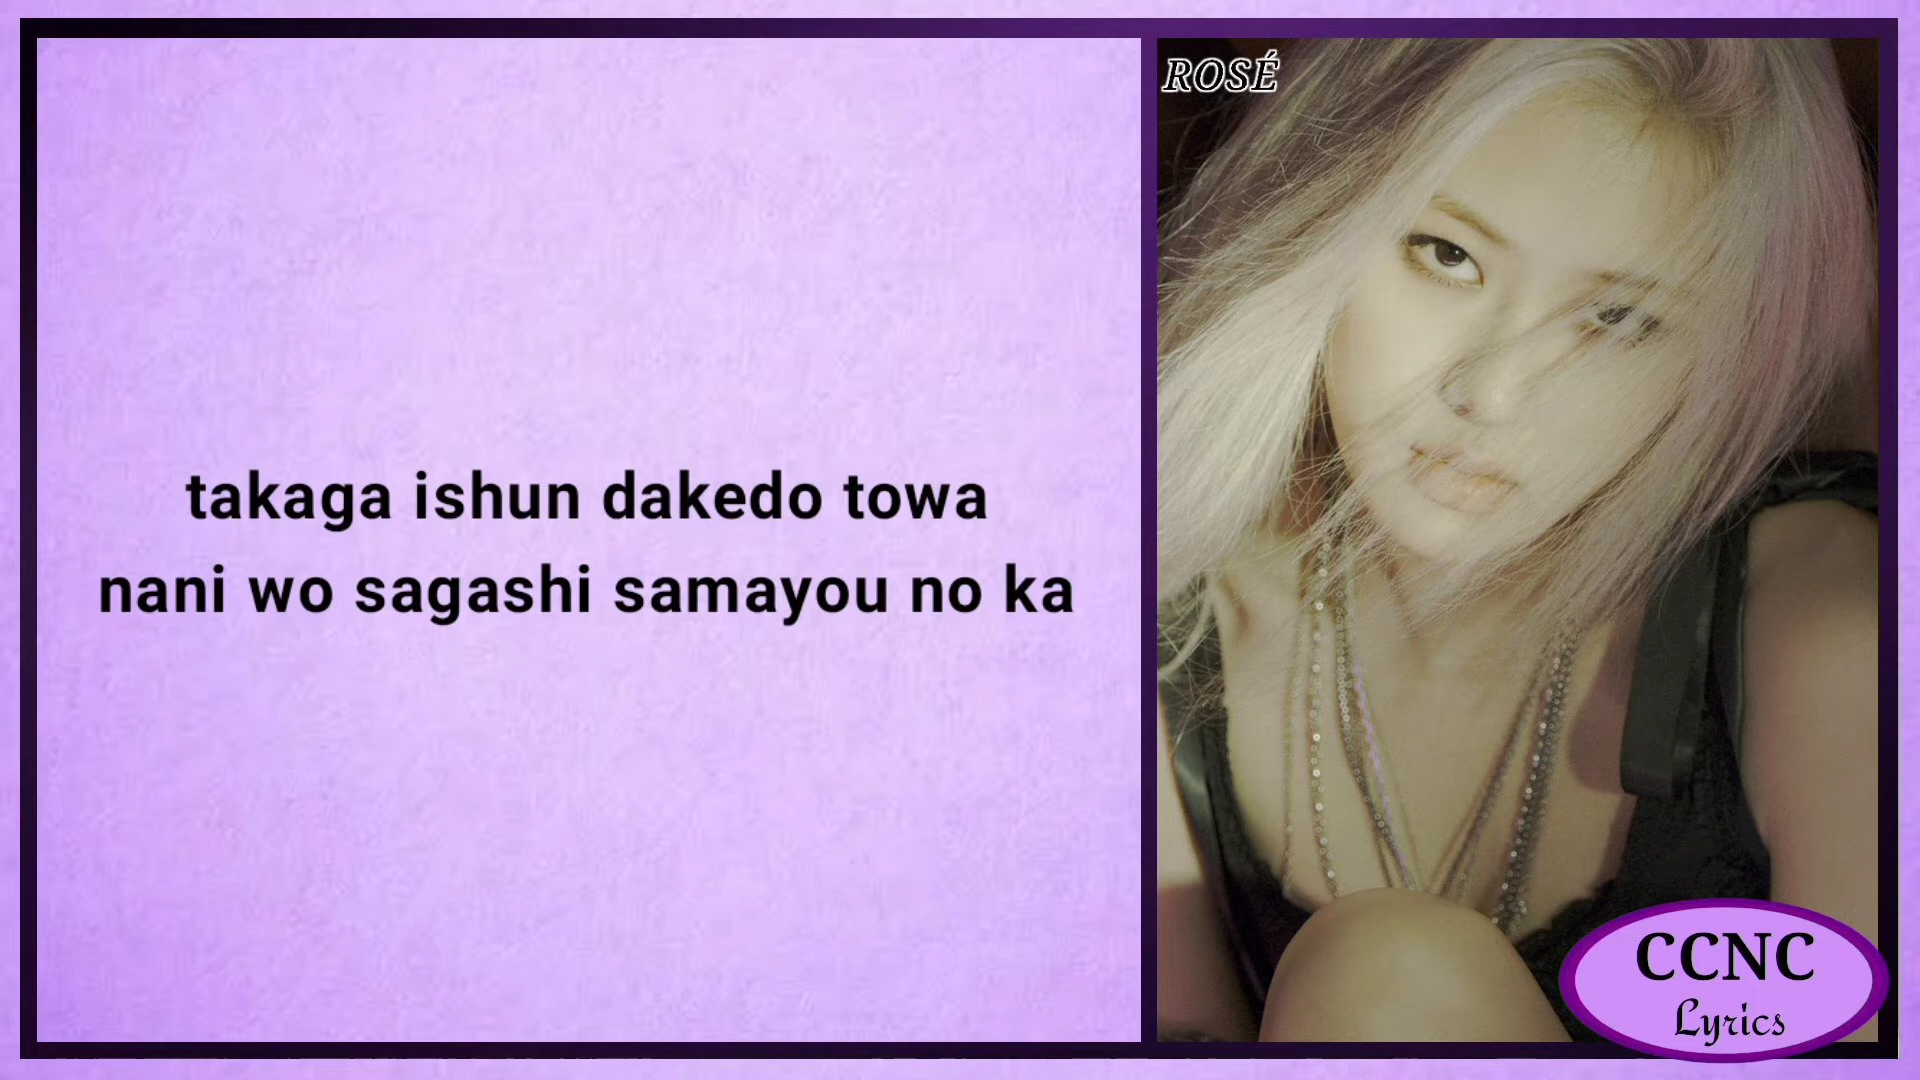 ROSÉ
takaga ishun dakedo towa
nani wo sagashi samayou no ka
CCNC
Lyrics